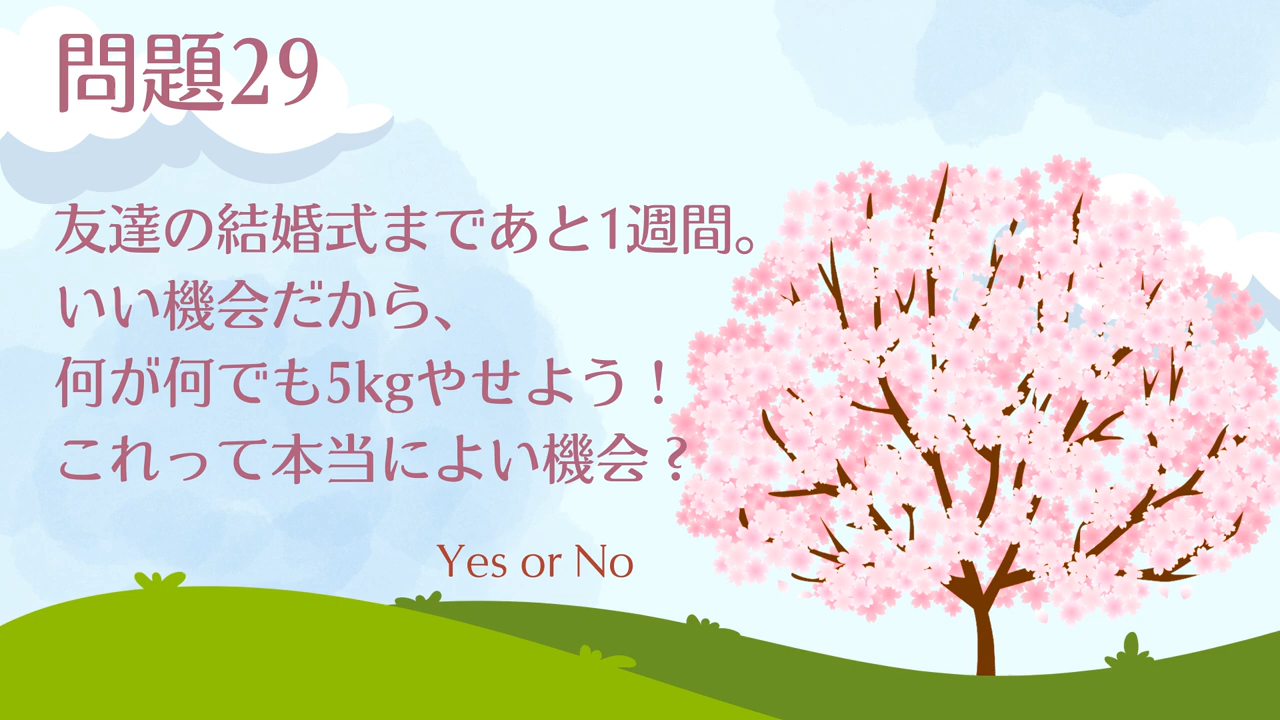 問題29
友達の結婚式まであと1週間。
いい機会だから、
何が何でも5kgやせよう！
これって本当によい機会？
Yes or No